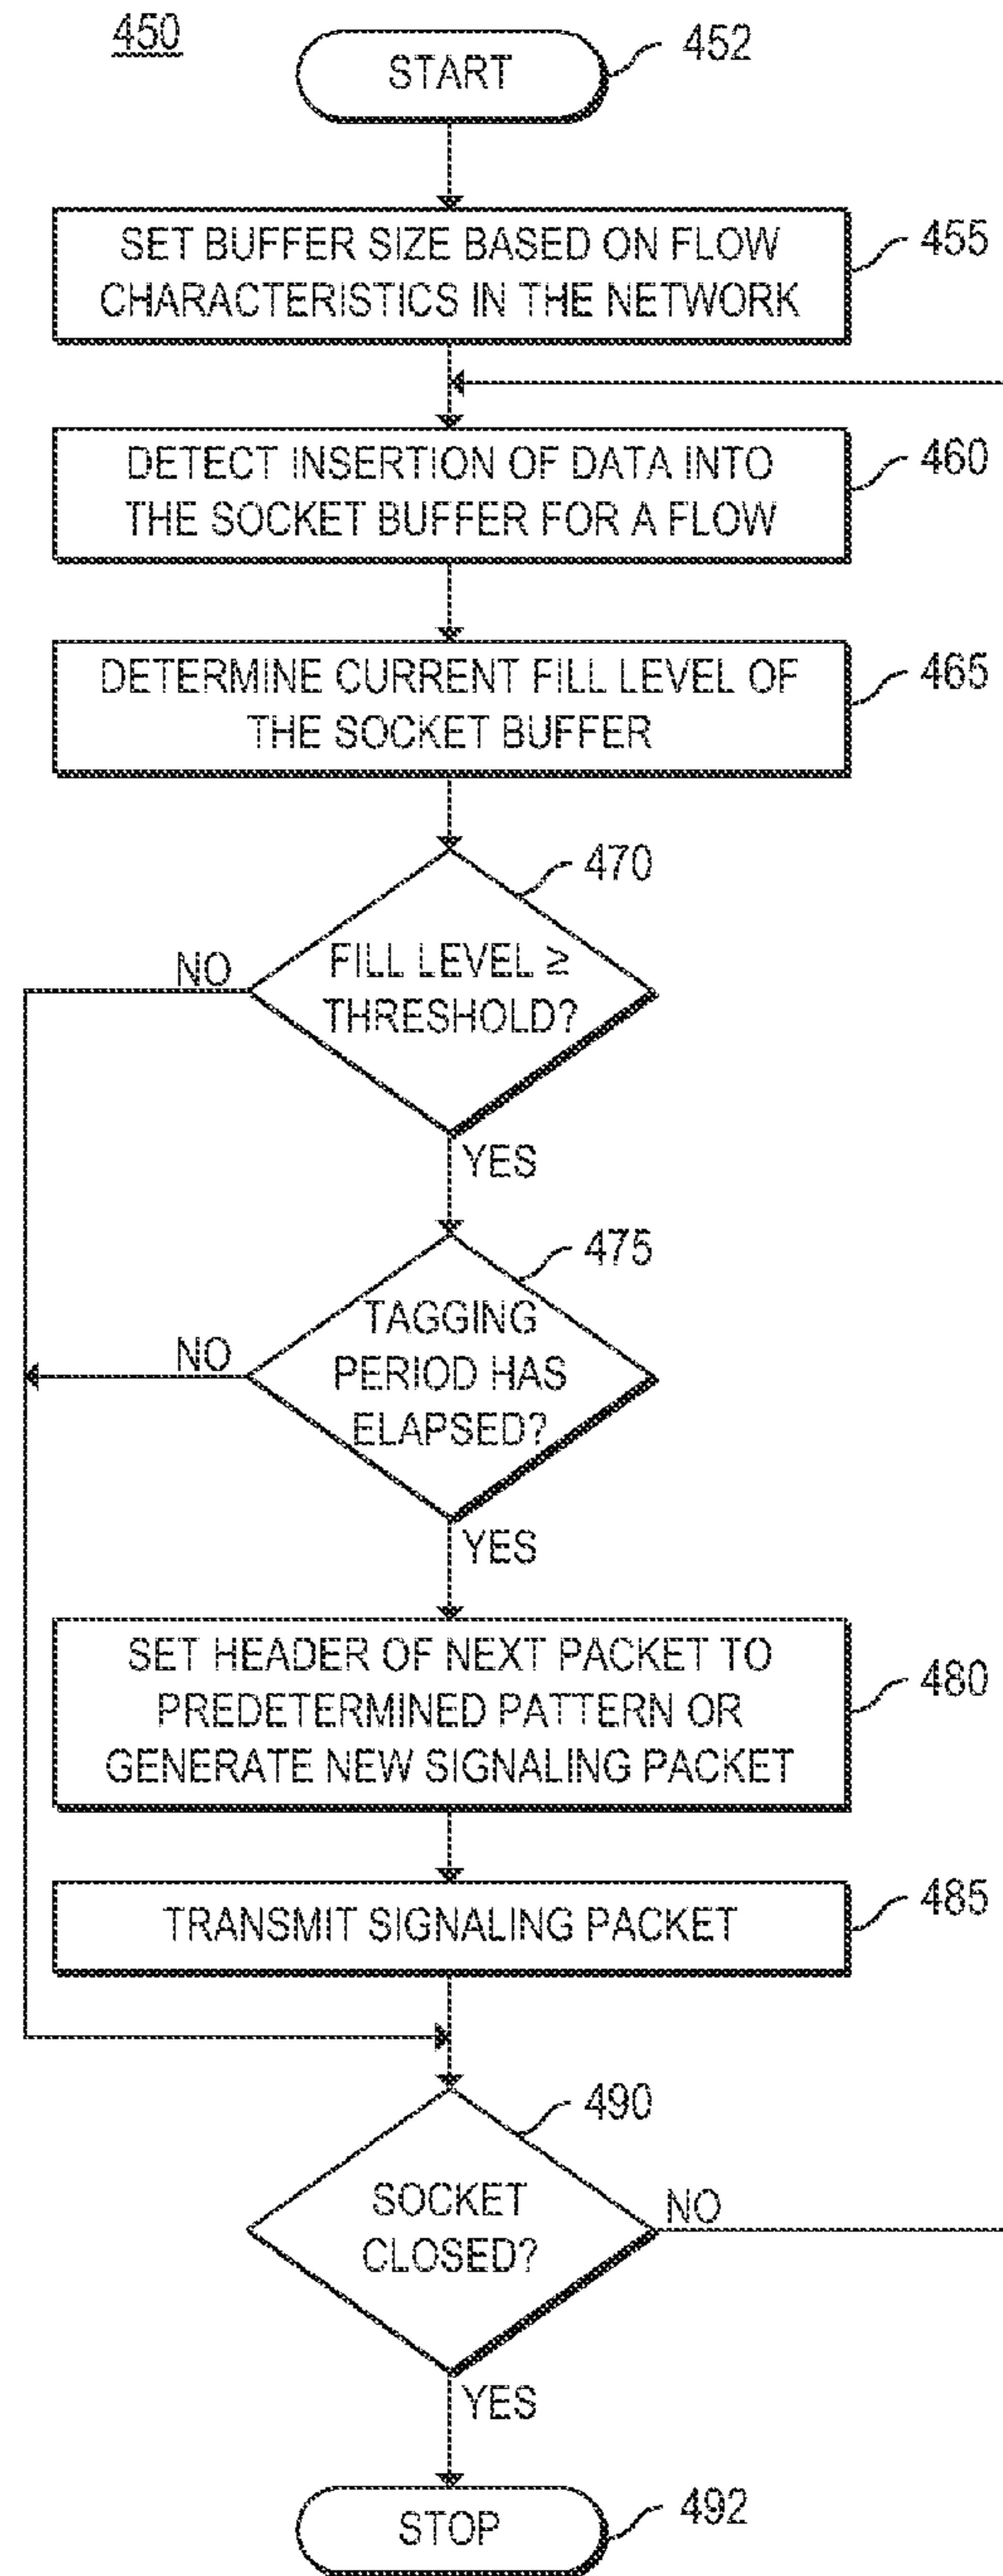 450
START
452
SET BUFFER SIZE BASED ON FLOW
CHARACTERISTICS IN THE NETWORK
455
DETECT INSERTION OF DATA INTO
THE SOCKET BUFFER FOR A FLOW
460
DETERMINE CURRENT FILL LEVEL OF
THE SOCKET BUFFER
465
470
FILL LEVEL ≥
THRESHOLD?
NO
YES
475
TAGGING
PERIOD HAS
ELAPSED?
NO
YES
SET HEADER OF NEXT PACKET TO
PREDETERMINED PATTERN OR
GENERATE NEW SIGNALING PACKET
480
TRANSMIT SIGNALING PACKET
485
490
SOCKET
CLOSED?
NO
YES
STOP
492